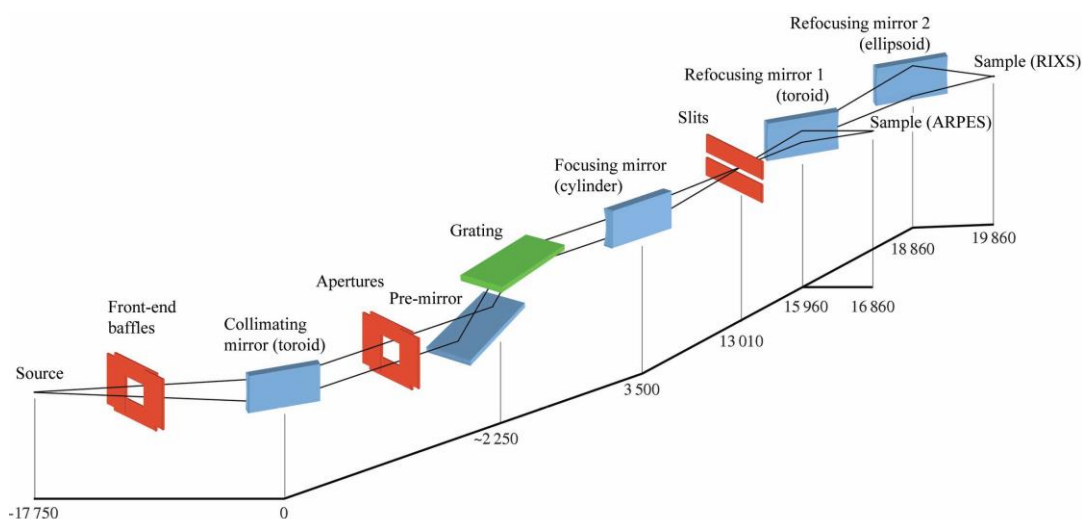 Refocusing mirror 2
(ellipsoid)
Sample (RIXS)
Refocusing mirror 1
(toroid)
Sample (ARPES)
Slits
Focusing mirror
(cylinder)
Grating
Apertures
Pre-mirror
Front-end
baffles
Collimating
mirror (toroid)
Source
-17 750
0
~2 250
3 500
13 010
15 960
16 860
18 860
19 860